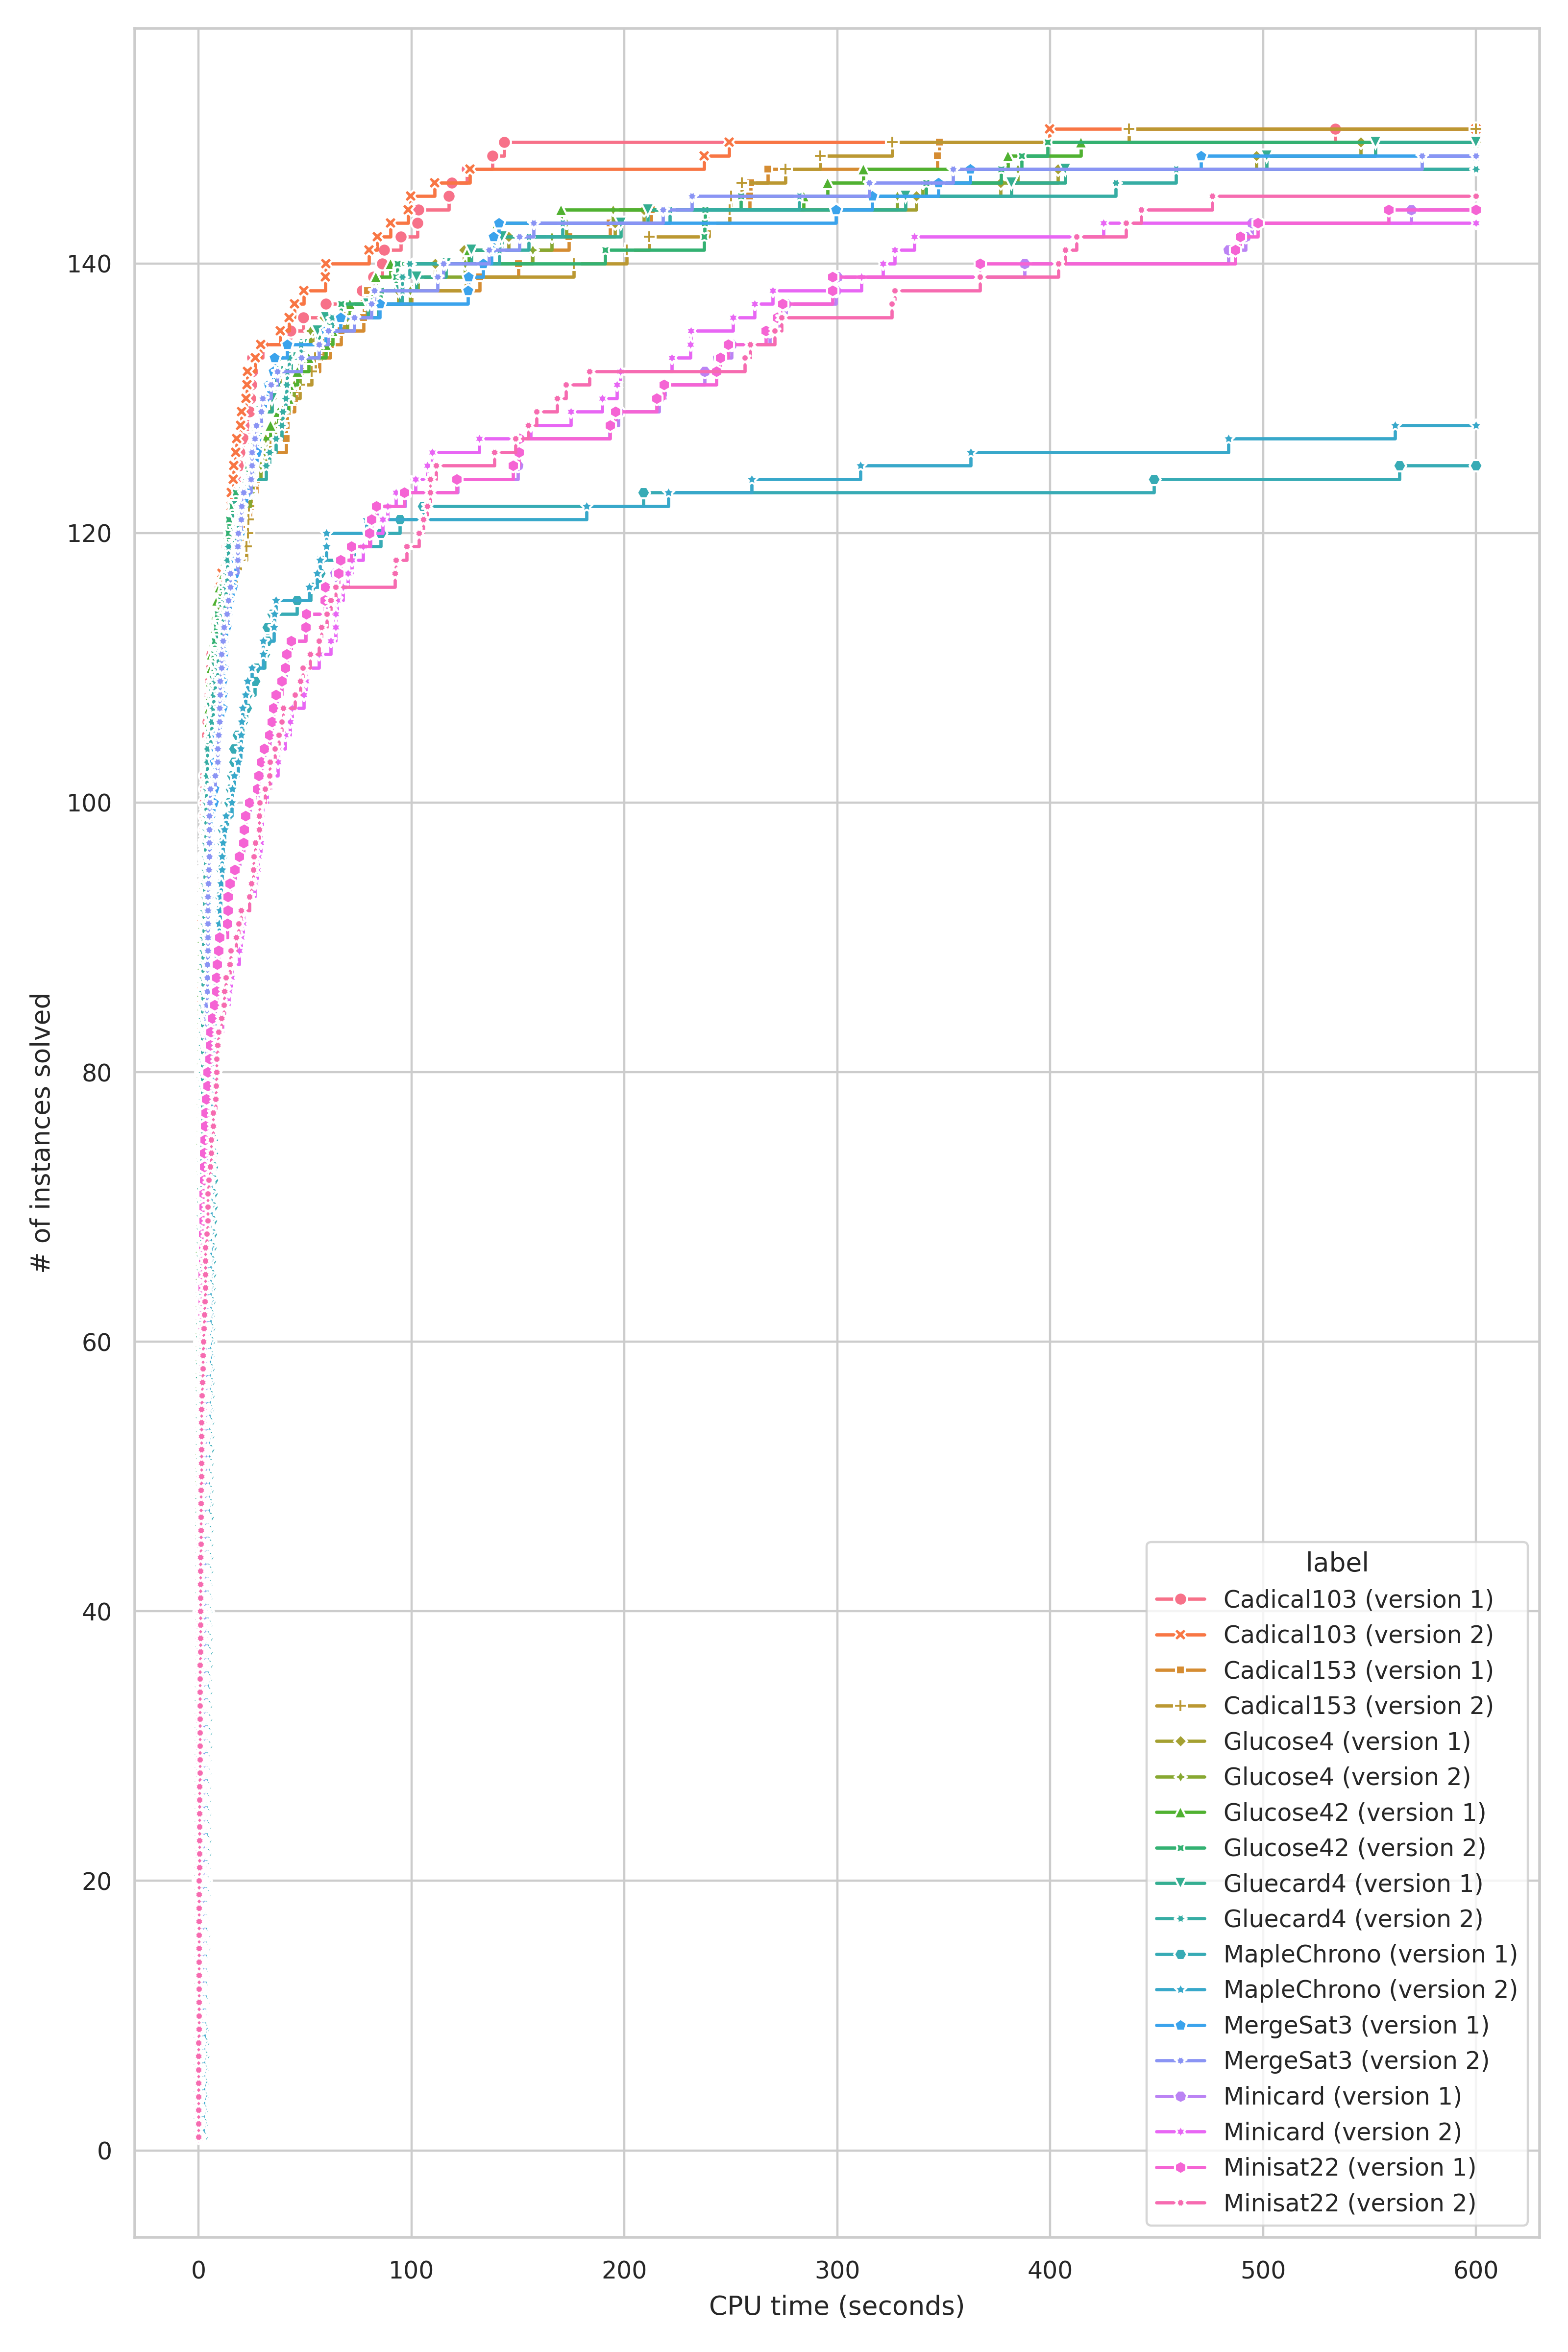 # of instances solved
140
120
100
80
60
40
20
0
0 100 200 300 400 500 600
CPU time (seconds)
label
Cadical103 (version 1)
Cadical103 (version 2)
Cadical153 (version 1)
Cadical153 (version 2)
Glucose4 (version 1)
Glucose4 (version 2)
Glucose42 (version 1)
Glucose42 (version 2)
Gluecard4 (version 1)
Gluecard4 (version 2)
MapleChrono (version 1)
MapleChrono (version 2)
MergeSat3 (version 1)
MergeSat3 (version 2)
Minicard (version 1)
Minicard (version 2)
Minisat22 (version 1)
Minisat22 (version 2)